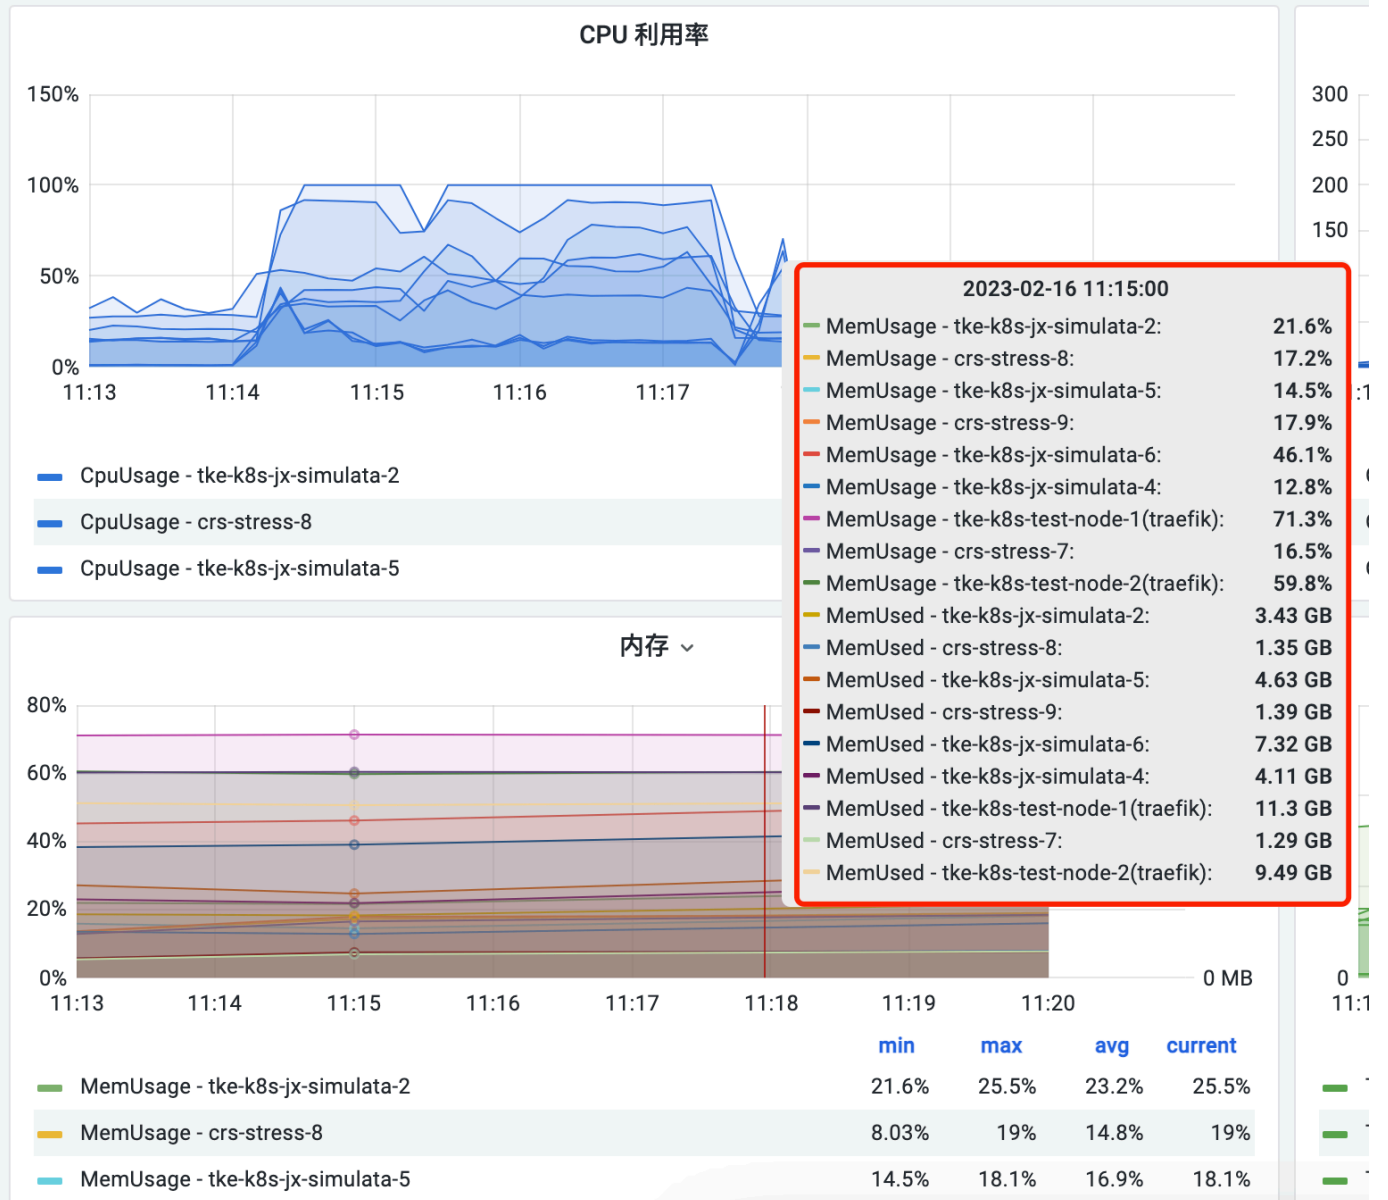 CPU 利用率
150%
100%
50%
0%
11:13 11:14 11:15 11:16 11:17
CpuUsage - tke-k8s-jx-simulata-2
CpuUsage - crs-stress-8
CpuUsage - tke-k8s-jx-simulata-5
300
250
200
150
2023-02-16 11:15:00
MemUsage - tke-k8s-jx-simulata-2: 21.6%
MemUsage - crs-stress-8: 17.2%
MemUsage - tke-k8s-jx-simulata-5: 14.5%
MemUsage - crs-stress-9: 17.9%
MemUsage - tke-k8s-jx-simulata-6: 46.1%
MemUsage - tke-k8s-jx-simulata-4: 12.8%
MemUsage - tke-k8s-test-node-1(traefik): 71.3%
MemUsage - crs-stress-7: 16.5%
MemUsage - tke-k8s-test-node-2(traefik): 59.8%
MemUsed - tke-k8s-jx-simulata-2: 3.43 GB
MemUsed - crs-stress-8: 1.35 GB
MemUsed - tke-k8s-jx-simulata-5: 4.63 GB
MemUsed - crs-stress-9: 1.39 GB
MemUsed - tke-k8s-jx-simulata-6: 7.32 GB
MemUsed - tke-k8s-jx-simulata-4: 4.11 GB
MemUsed - tke-k8s-test-node-1(traefik): 11.3 GB
MemUsed - crs-stress-7: 1.29 GB
MemUsed - tke-k8s-test-node-2(traefik): 9.49 GB
内存
80%
60%
40%
20%
0% 0 MB
11:13 11:14 11:15 11:16 11:17 11:18 11:19 11:20
min max avg current
MemUsage - tke-k8s-jx-simulata-2 21.6% 25.5% 23.2% 25.5%
MemUsage - crs-stress-8 8.03% 19% 14.8% 19%
MemUsage - tke-k8s-jx-simulata-5 14.5% 18.1% 16.9% 18.1%
0